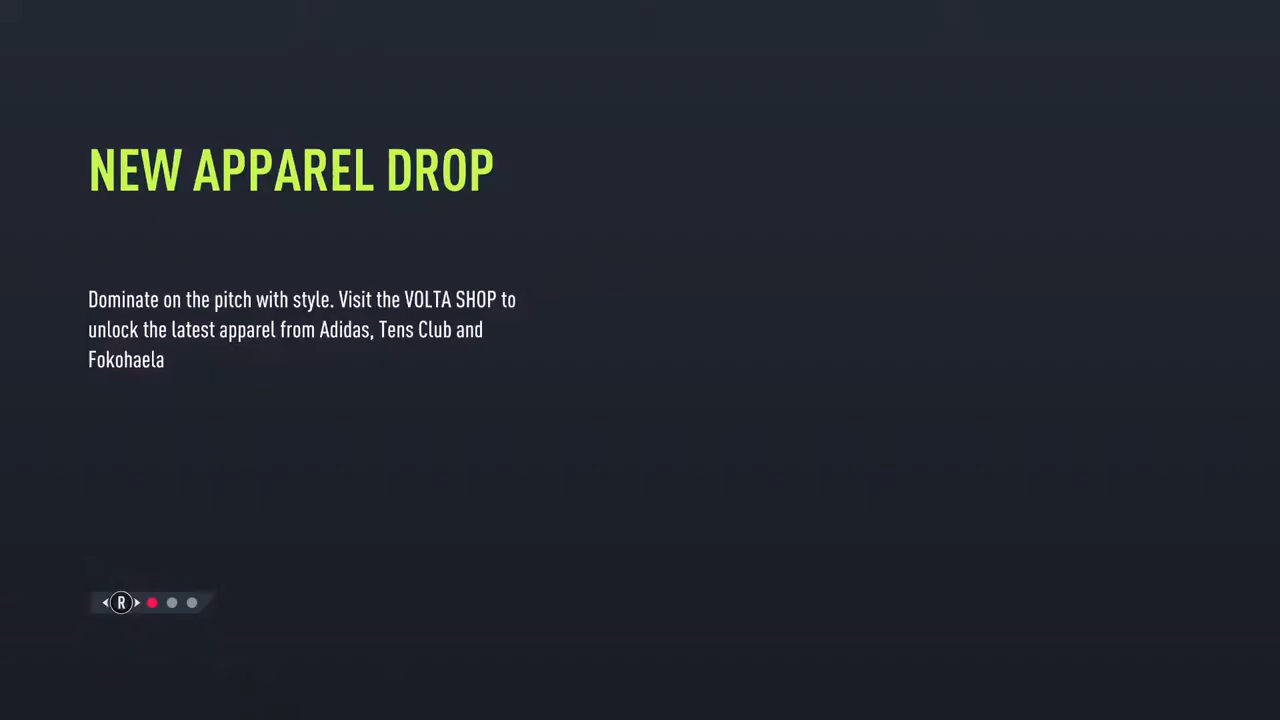 NEW APPAREL DROP
Dominate on the pitch with style. Visit the VOLTA SHOP to
unlock the latest apparel from Adidas, Tens Club and
Fokohaela
R